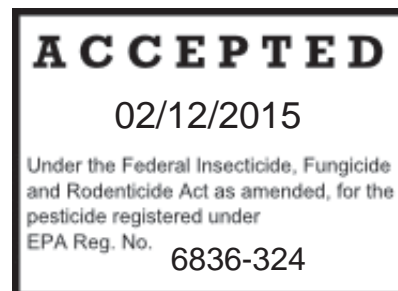 ACCEPTED
02/12/2015
Under the Federal Insecticide, Fungicide
and Rodenticide Act as amended, for the
pesticide registered under
EPA Reg. No. 6836-324